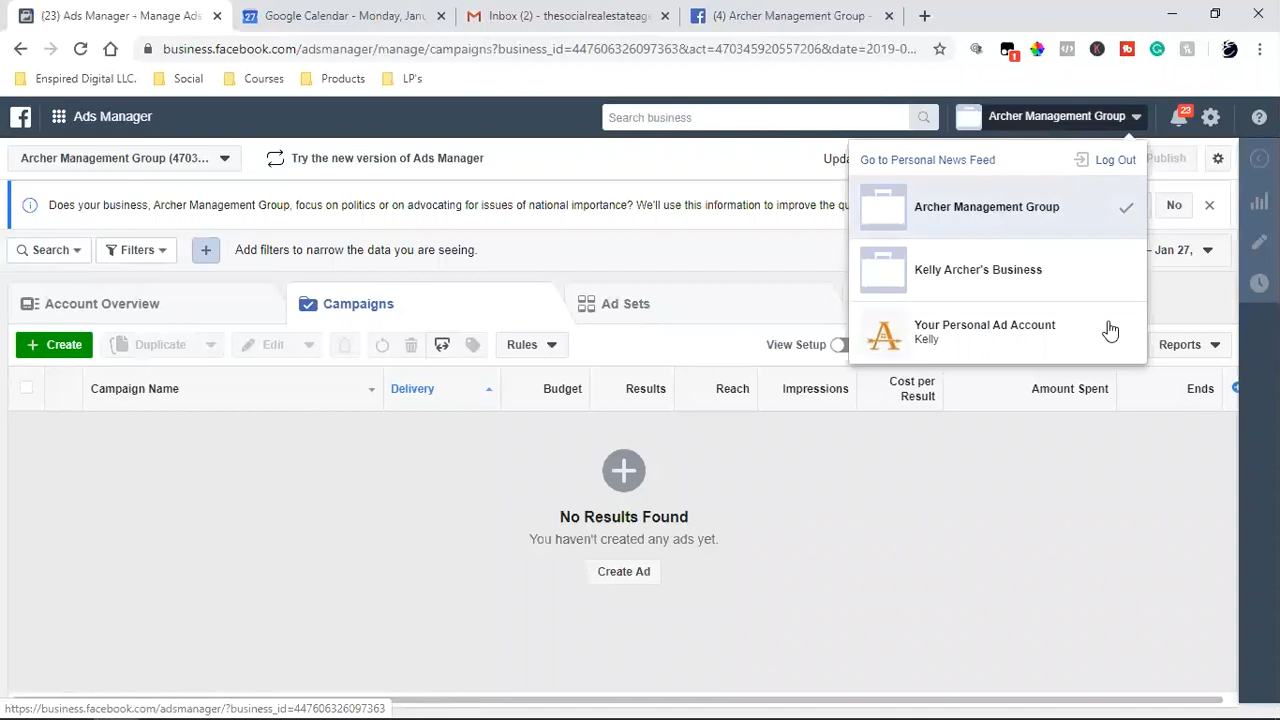 (23) Ads Manager - Manage Ads
Google Calendar - Monday, Janu
Inbox (2) - thesocialrealestateag
(4) Archer Management Group -
business.facebook.com/adsmanager/manage/campaigns?business_id=447606326097363&act=470345920557206&date=2019-0...
1
Enspired Digital LLC.
Social
Courses
Products
LP's
Ads Manager
Search business
Archer Management Group
23
Archer Management Group (4703...
Try the new version of Ads Manager
Upda
Publish
Go to Personal News Feed
Log Out
Does your business, Archer Management Group, focus on politics or on advocating for issues of national importance? We'll use this information to improve the qu
No
Archer Management Group
Search
Filters
Add filters to narrow the data you are seeing.
– Jan 27,
Kelly Archer's Business
Account Overview
Campaigns
Ad Sets
Your Personal Ad Account
Kelly
Create
Duplicate
Edit
Rules
View Setup
Reports
Campaign Name
Delivery
Budget
Results
Reach
Impressions
Cost per
Result
Amount Spent
Ends
No Results Found
You haven't created any ads yet.
Create Ad
https://business.facebook.com/adsmanager/?business_id=447606326097363